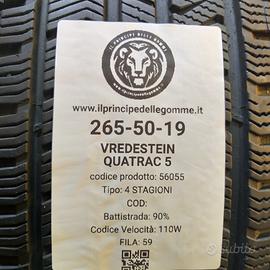 IL PRINCIPE DELLE GOMME
www.ilprincipedellegomme.it
265-50-19
VREDESTEIN
QUATRAC 5
codice prodotto: 56055
Tipo: 4 STAGIONI
COD:
Battistrada: 90%
Codice Velocità: 110W
FILA: 59
subito